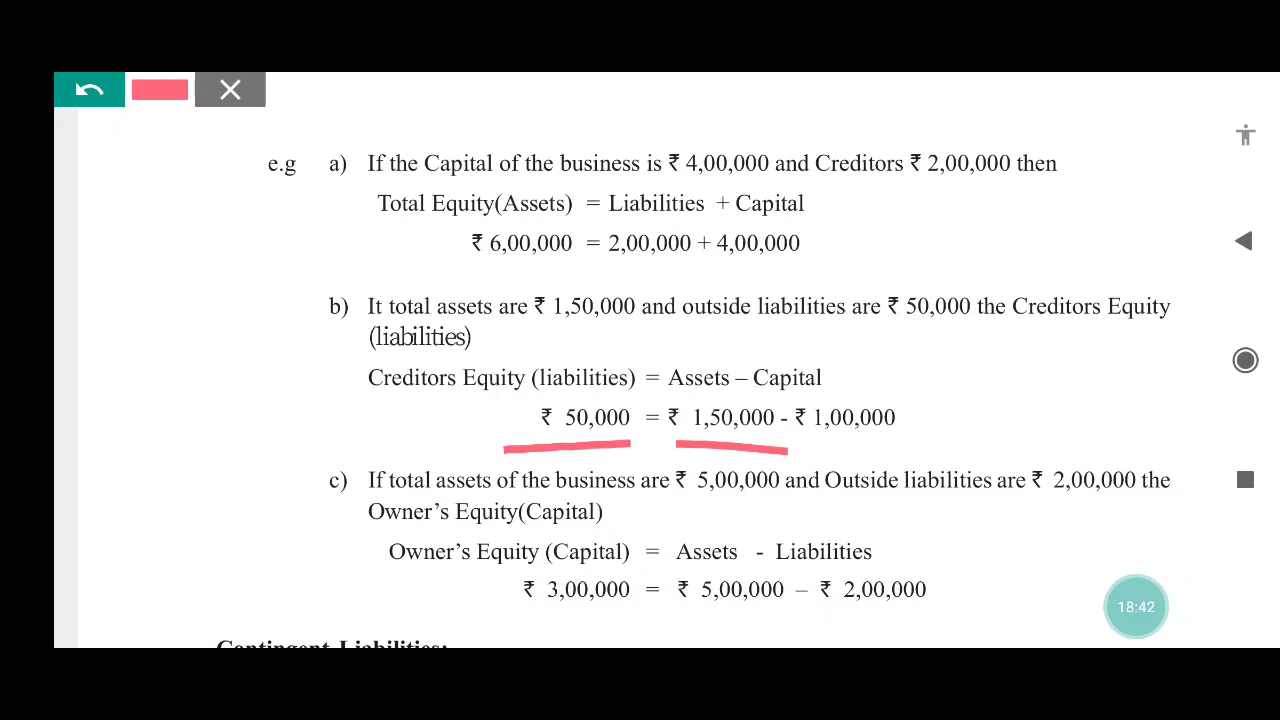 e.g a) If the Capital of the business is ₹ 4,00,000 and Creditors ₹ 2,00,000 then
Total Equity(Assets) = Liabilities + Capital
₹ 6,00,000 = 2,00,000 + 4,00,000
b) It total assets are ₹ 1,50,000 and outside liabilities are ₹ 50,000 the Creditors Equity
(liabilities)
Creditors Equity (liabilities) = Assets – Capital
₹ 50,000 = ₹ 1,50,000 - ₹ 1,00,000
c) If total assets of the business are ₹ 5,00,000 and Outside liabilities are ₹ 2,00,000 the
Owner's Equity(Capital)
Owner's Equity (Capital) = Assets - Liabilities
₹ 3,00,000 = ₹ 5,00,000 – ₹ 2,00,000
18:42
Contingent Liabilities: